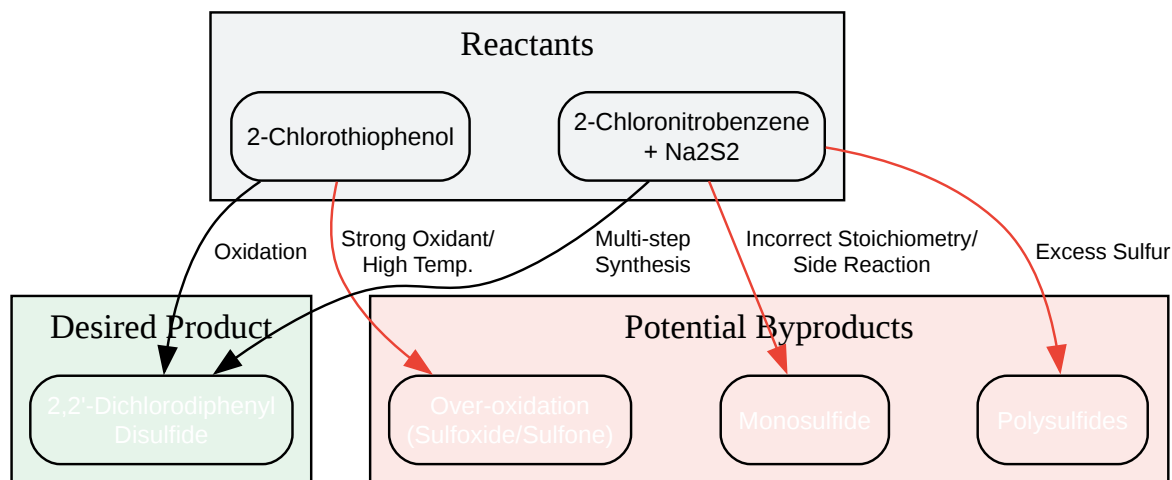 Reactants
2-Chlorothiophenol
2-Chloronitrobenzene
+ Na2S2
Oxidation
Strong Oxidant/
High Temp.
Multi-step
Synthesis
Incorrect Stoichiometry/
Side Reaction
Excess Sulfur
Desired Product
2,2'-Dichlorodiphenyl
Disulfide
Potential Byproducts
Over-oxidation
(Sulfoxide/Sulfone)
Monosulfide
Polysulfides